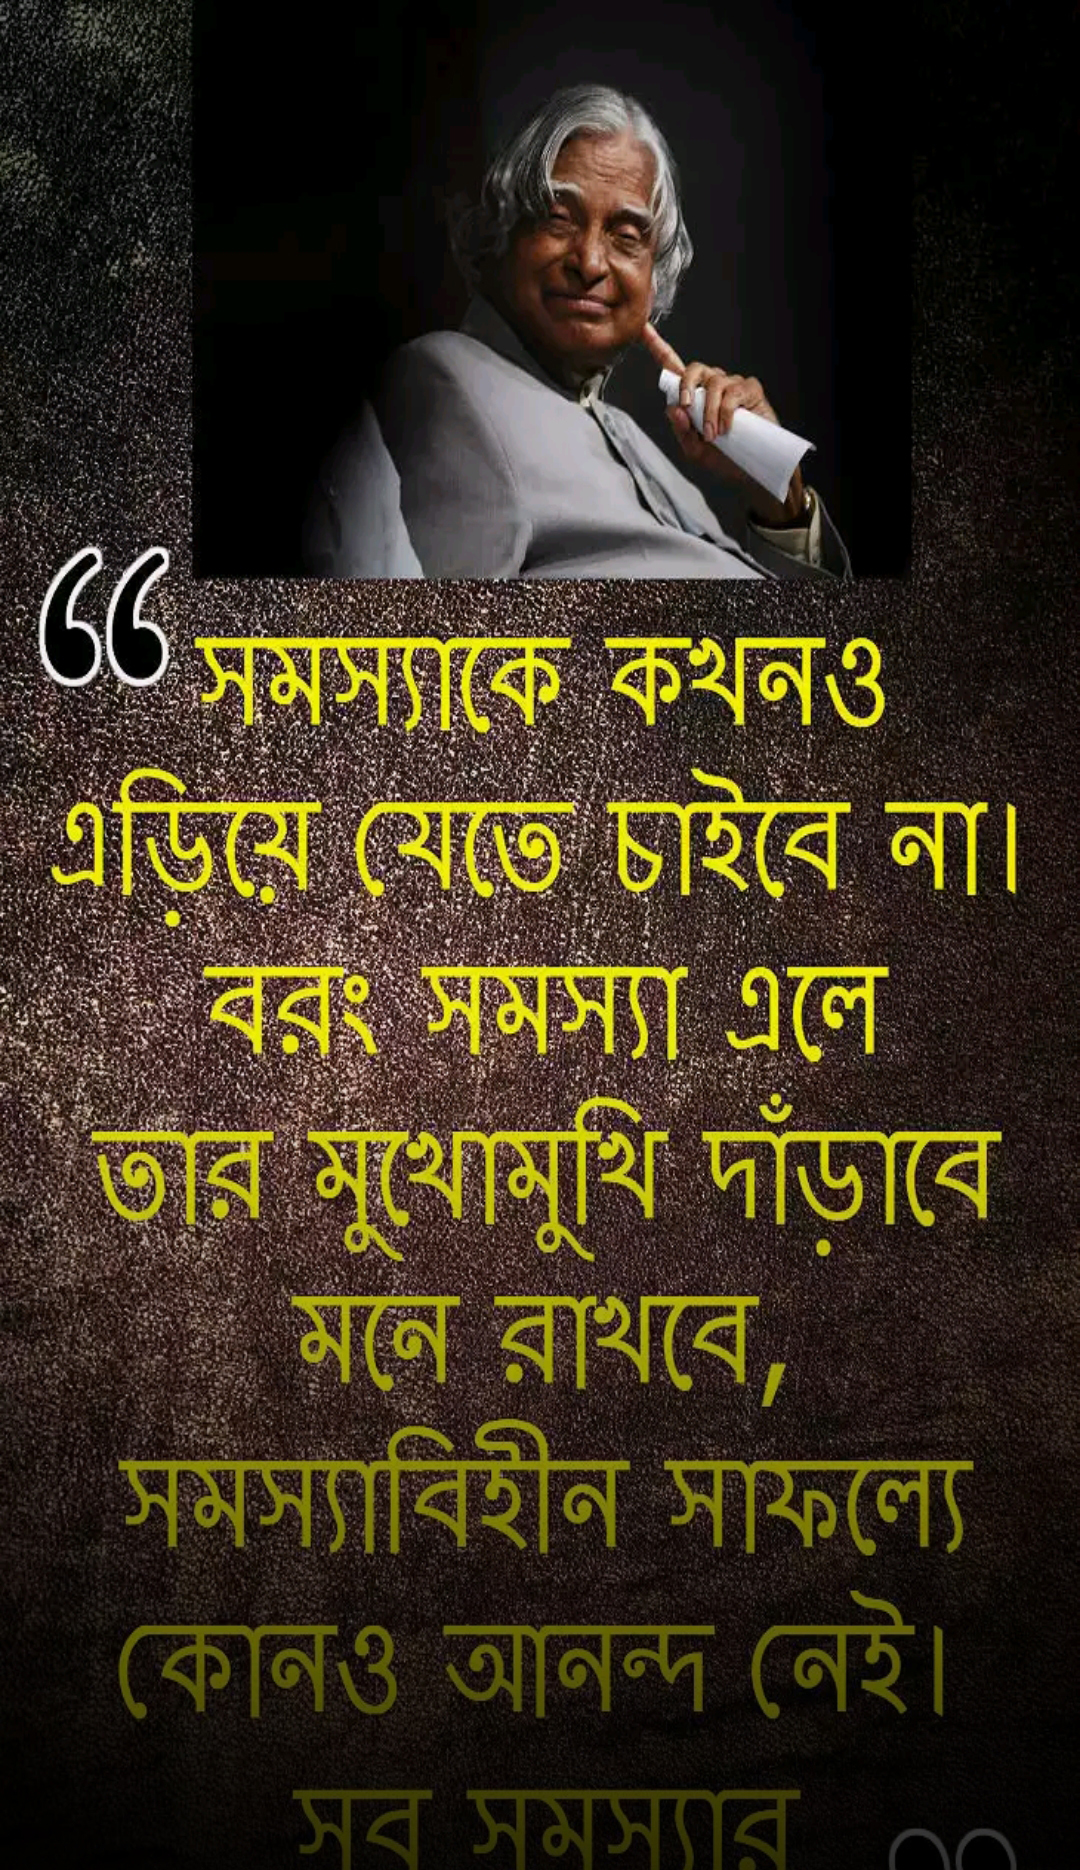 “ সমস্যাকে কখনও
এড়িয়ে যেতে চাইবে না।
বরং সমস্যা এলে
তার মুখোমুখি দাঁড়াবে
মনে রাখবে,
সমস্যাবিহীন সাফল্যে
কোনও আনন্দ নেই।
সব সমস্যার